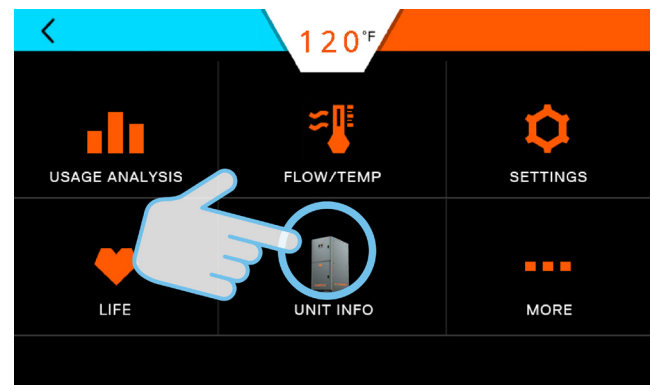 120°F
USAGE ANALYSIS
FLOW/TEMP
SETTINGS
LIFE
UNIT INFO
MORE